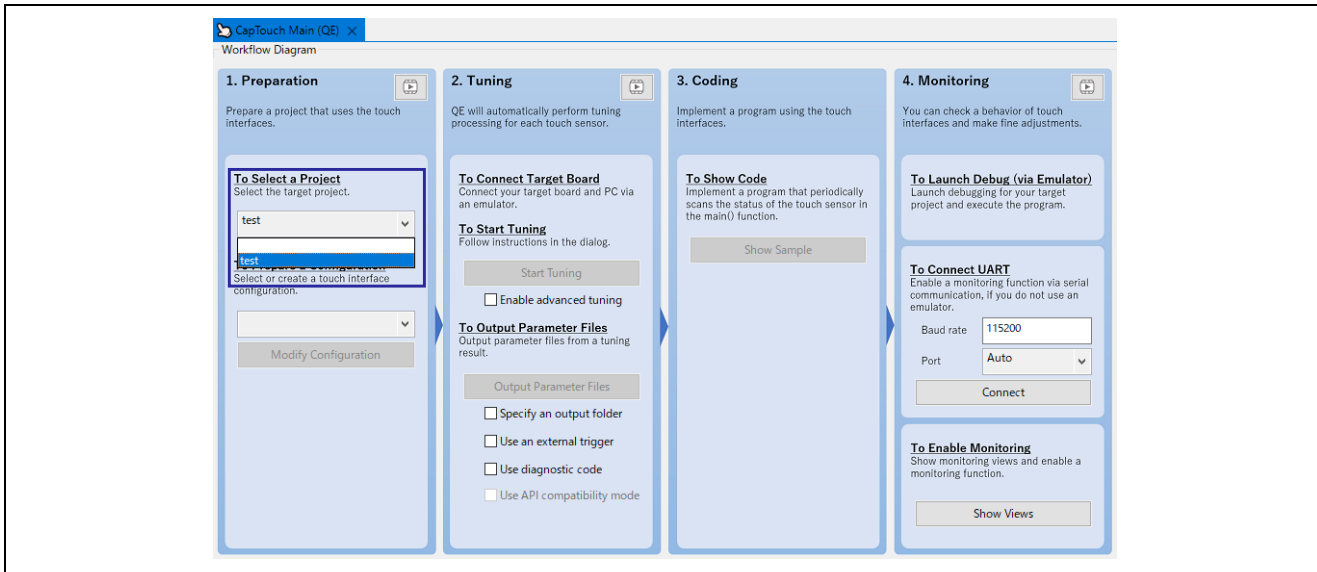 CapTouch Main (QE)
Workflow Diagram
1. Preparation
Prepare a project that uses the touch
interfaces.
To Select a Project
Select the target project.
test
test
To Prepare a Configuration
Select or create a touch interface
configuration.
Modify Configuration
2. Tuning
QE will automatically perform tuning
processing for each touch sensor.
To Connect Target Board
Connect your target board and PC via
an emulator.
To Start Tuning
Follow instructions in the dialog.
Start Tuning
Enable advanced tuning
To Output Parameter Files
Output parameter files from a tuning
result.
Output Parameter Files
Specify an output folder
Use an external trigger
Use diagnostic code
Use API compatibility mode
3. Coding
Implement a program using the touch
interfaces.
To Show Code
Implement a program that periodically
scans the status of the touch sensor in
the main() function.
Show Sample
4. Monitoring
You can check a behavior of touch
interfaces and make fine adjustments.
To Launch Debug (via Emulator)
Launch debugging for your target
project and execute the program.
To Connect UART
Enable a monitoring function via serial
communication, if you do not use an
emulator.
Baud rate 115200
Port Auto
Connect
To Enable Monitoring
Show monitoring views and enable a
monitoring function.
Show Views